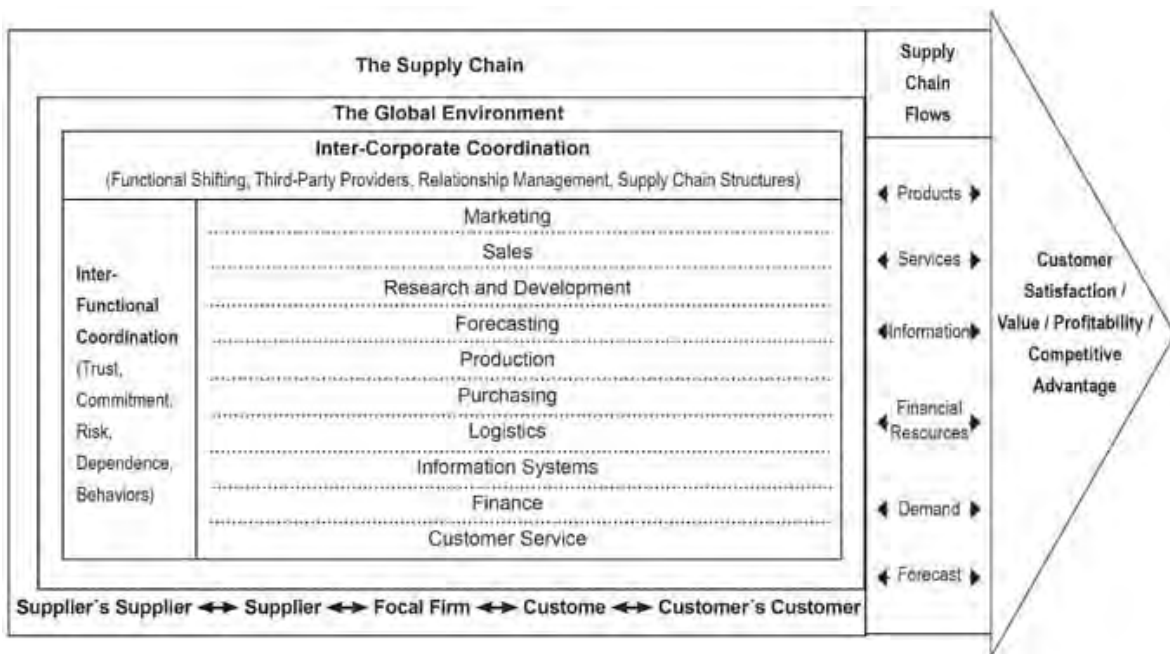 The Supply Chain
The Global Environment
Inter-Corporate Coordination
(Functional Shifting, Third-Party Providers, Relationship Management, Supply Chain Structures)
Inter-
Functional
Coordination
(Trust,
Commitment,
Risk,
Dependence,
Behaviors)
Marketing
Sales
Research and Development
Forecasting
Production
Purchasing
Logistics
Information Systems
Finance
Customer Service
Supplier´s Supplier ↔ Supplier ↔ Focal Firm ↔ Custome ↔ Customer´s Customer
Supply
Chain
Flows
Products
Services
Information
Financial
Resources
Demand
Forecast
Customer
Satisfaction /
Value / Profitability /
Competitive
Advantage